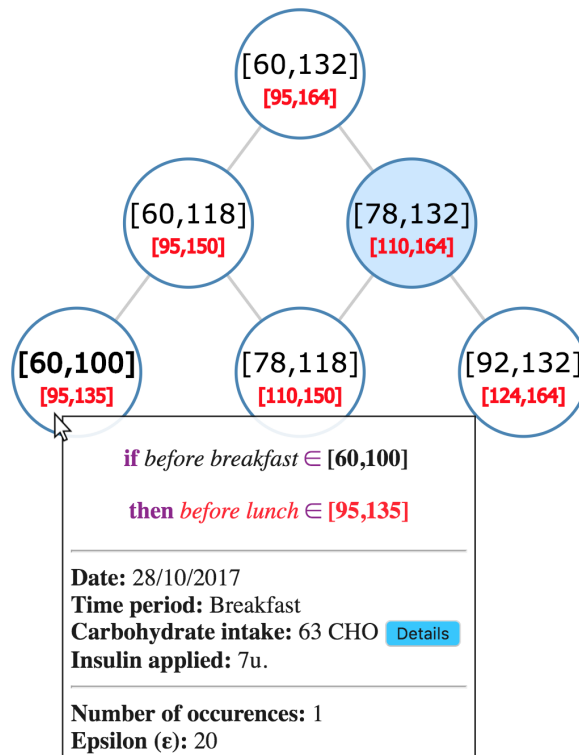 [60,132]
[95,164]
[60,118]
[95,150]
[78,132]
[110,164]
[60,100]
[95,135]
[78,118]
[110,150]
[92,132]
[124,164]
if before breakfast ∈ [60,100]
then before lunch ∈ [95,135]
Date: 28/10/2017
Time period: Breakfast
Carbohydrate intake: 63 CHO Details
Insulin applied: 7u.
Number of occurences: 1
Epsilon (ε): 20